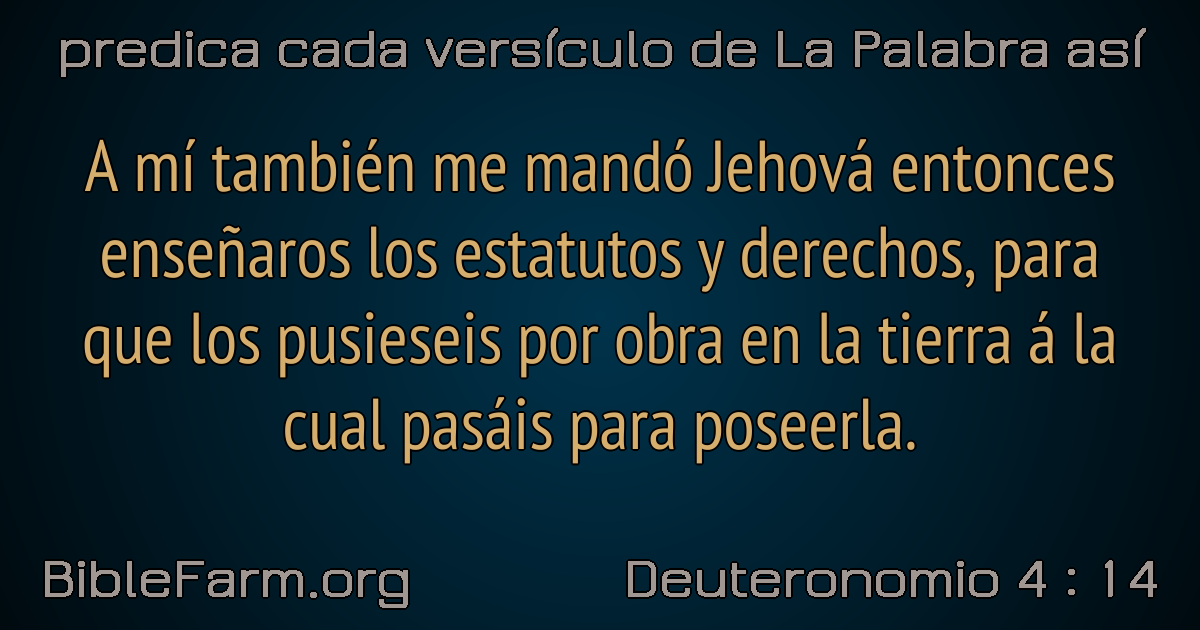 predica cada versículo de La Palabra así
A mí también me mandó Jehová entonces
enseñaros los estatutos y derechos, para
que los pusieseis por obra en la tierra á la
cual pasáis para poseerla.
BibleFarm.org
Deuteronomio 4 : 14